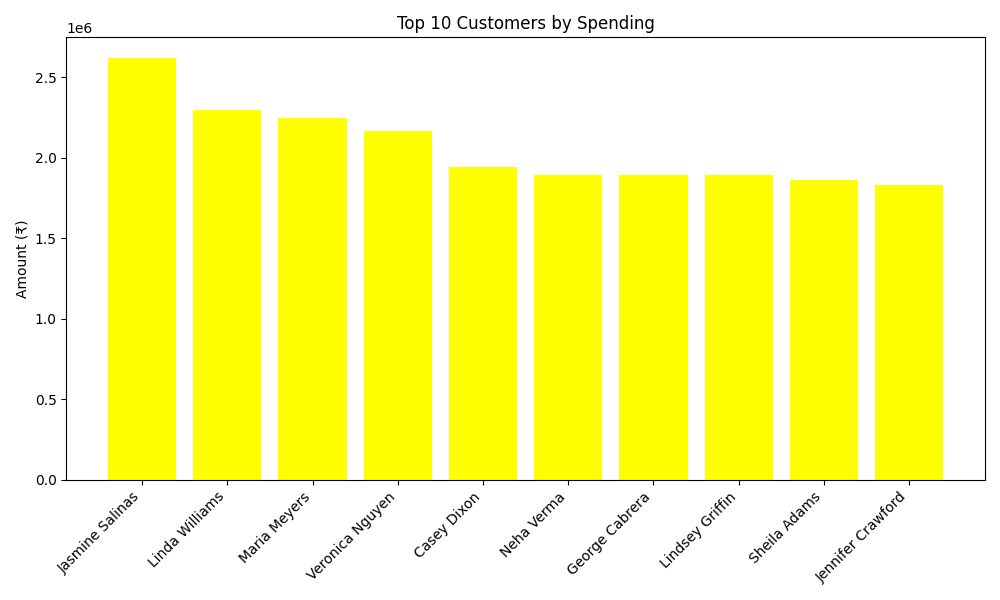 Top 10 Customers by Spending
1e6
2.5
2.0
1.5
1.0
0.5
0.0
Amount (₹)
Jasmine Salinas
Linda Williams
Maria Meyers
Veronica Nguyen
Casey Dixon
Neha Verma
George Cabrera
Lindsey Griffin
Sheila Adams
Jennifer Crawford